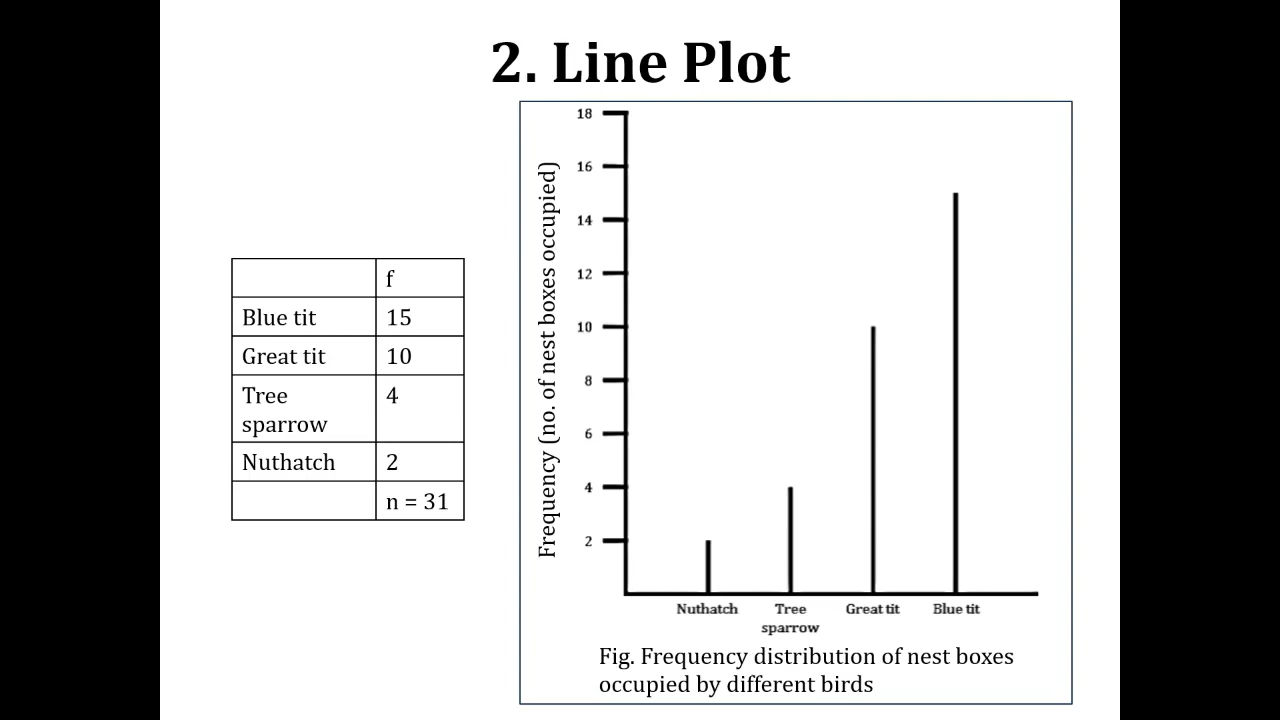 2. Line Plot
f
Blue tit 15
Great tit 10
Tree 4
sparrow
Nuthatch 2
n = 31
Frequency (no. of nest boxes occupied)
18
16
14
12
10
8
6
4
2
Nuthatch Tree Great tit Blue tit
sparrow
Fig. Frequency distribution of nest boxes
occupied by different birds